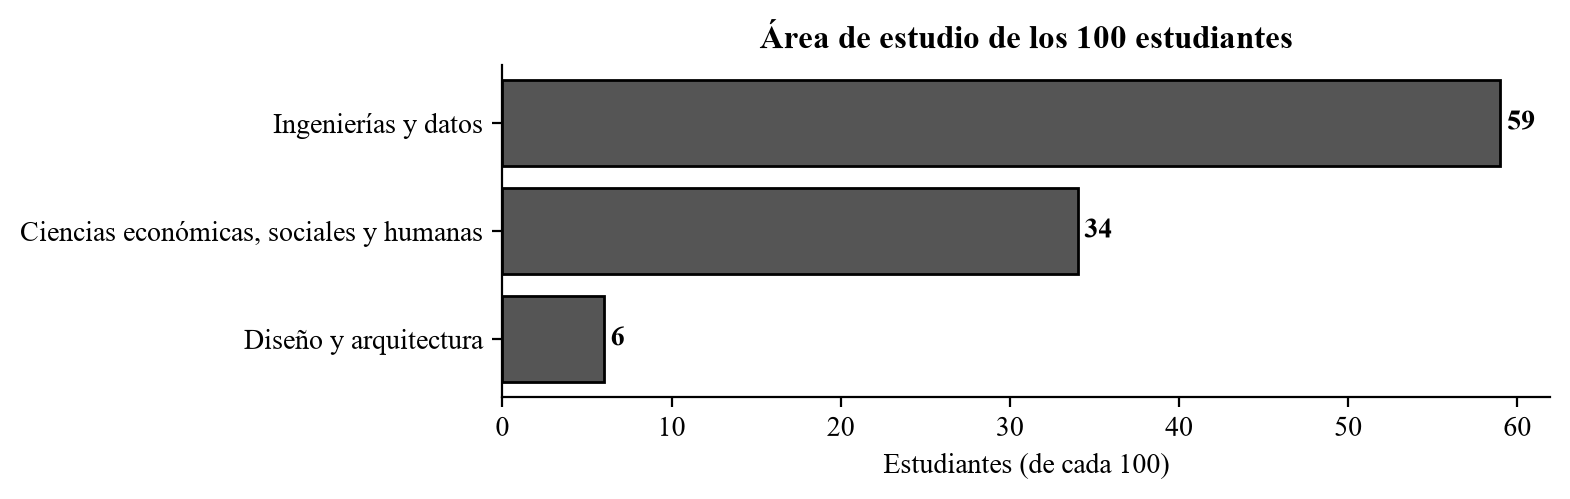 Área de estudio de los 100 estudiantes
Ingenierías y datos
59
Ciencias económicas, sociales y humanas
34
Diseño y arquitectura
6
0 10 20 30 40 50 60
Estudiantes (de cada 100)